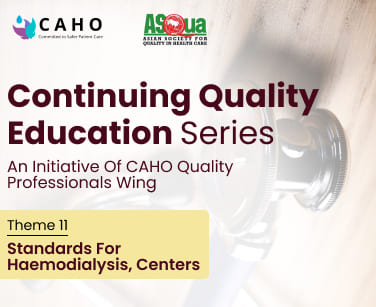 CAHO
Committed to Safer Patient Care
ASQua
ASIAN SOCIETY FOR
QUALITY IN HEALTH CARE
Continuing Quality
Education Series
An Initiative Of CAHO Quality
Professionals Wing
Theme 11
Standards For
Haemodialysis, Centers